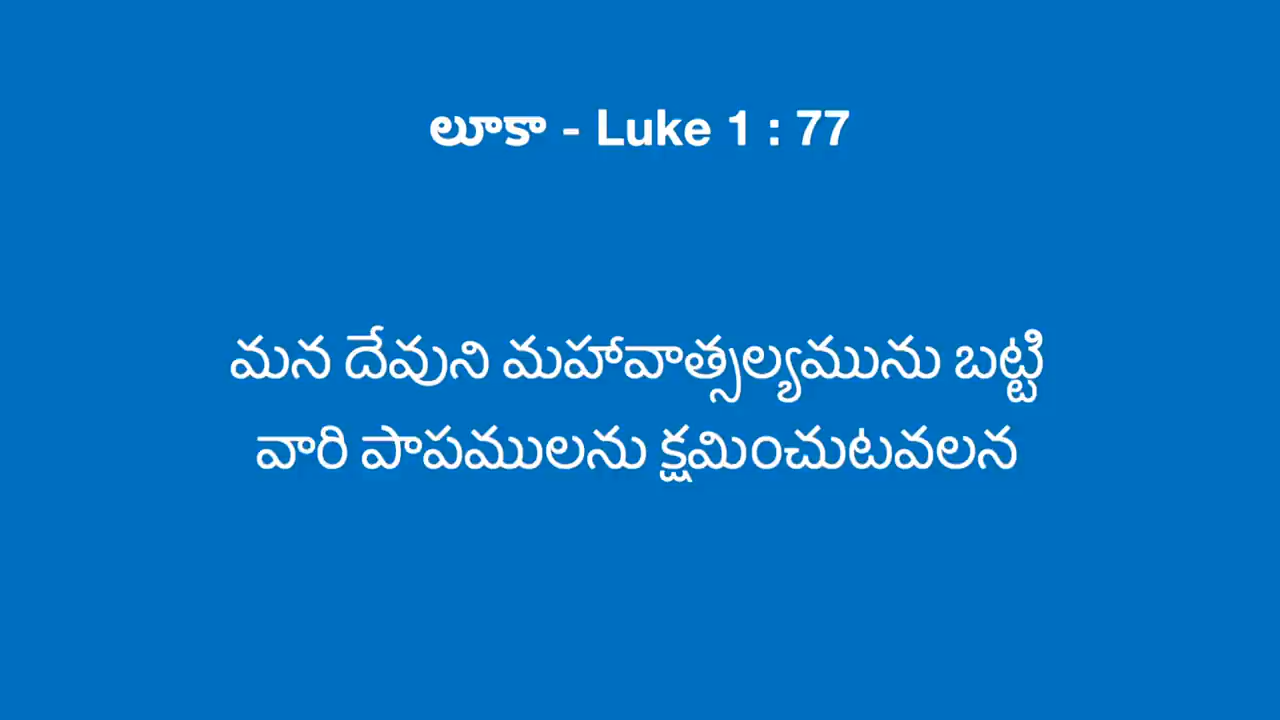 లూకా - Luke 1 : 77
మన దేవుని మహావాత్సల్యమును బట్టి
వారి పాపములను క్షమించుటవలన